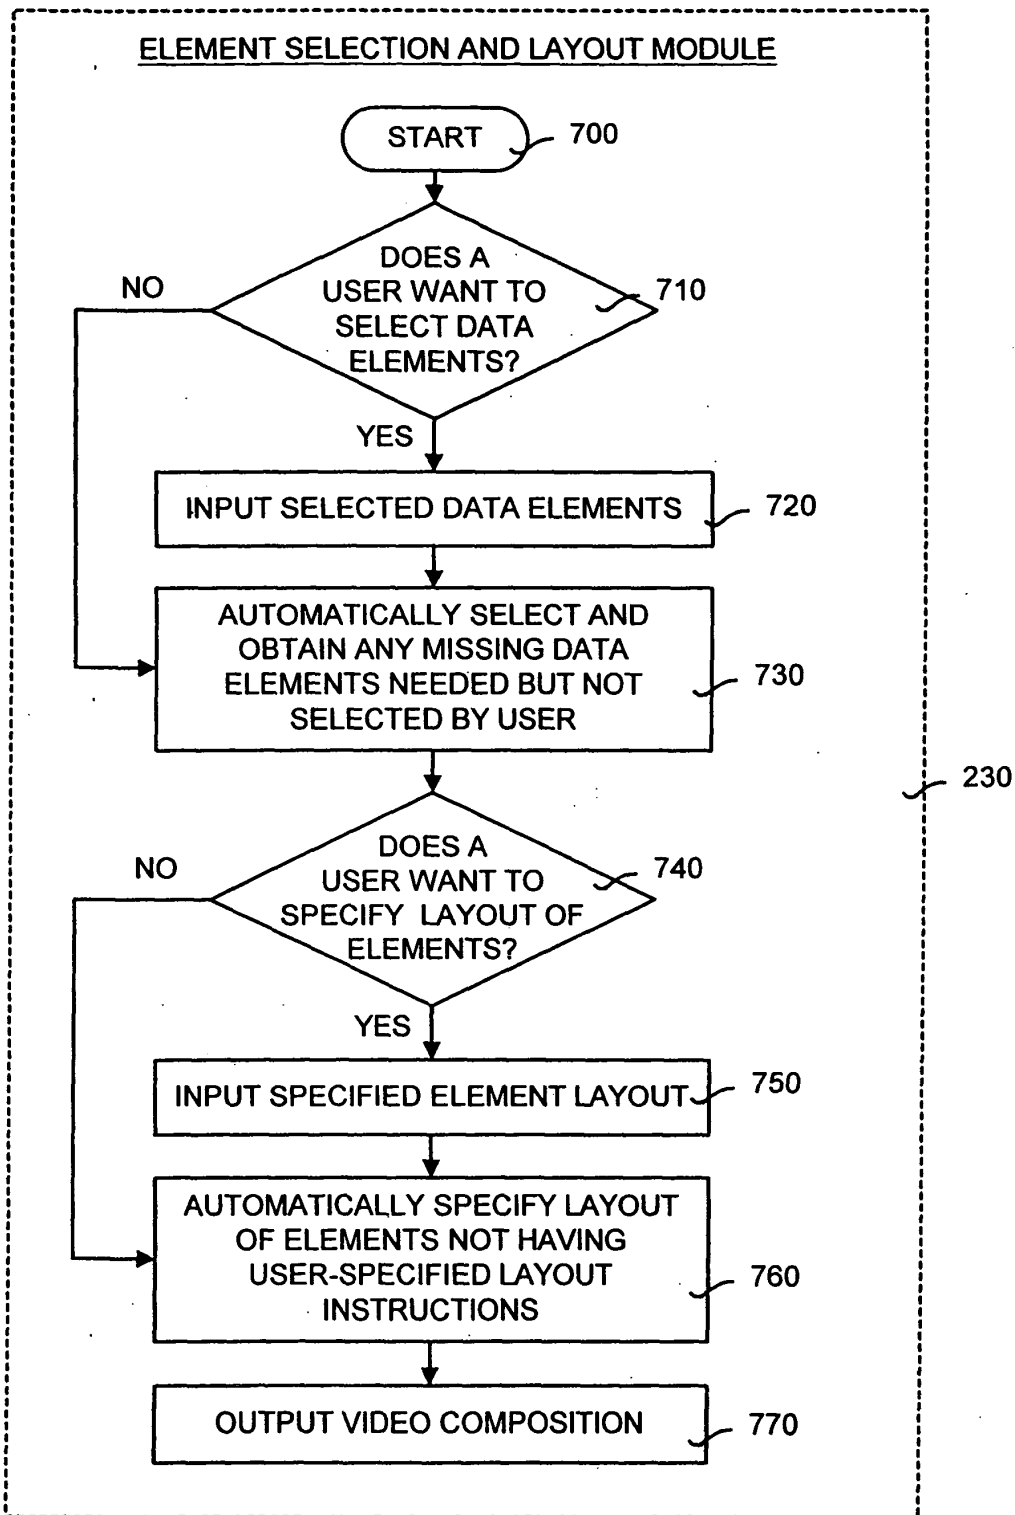 ELEMENT SELECTION AND LAYOUT MODULE
START
700
DOES A
USER WANT TO
SELECT DATA
ELEMENTS?
710
NO
YES
INPUT SELECTED DATA ELEMENTS
720
AUTOMATICALLY SELECT AND
OBTAIN ANY MISSING DATA
ELEMENTS NEEDED BUT NOT
SELECTED BY USER
730
230
DOES A
USER WANT TO
SPECIFY LAYOUT OF
ELEMENTS?
740
NO
YES
INPUT SPECIFIED ELEMENT LAYOUT
750
AUTOMATICALLY SPECIFY LAYOUT
OF ELEMENTS NOT HAVING
USER-SPECIFIED LAYOUT
INSTRUCTIONS
760
OUTPUT VIDEO COMPOSITION
770